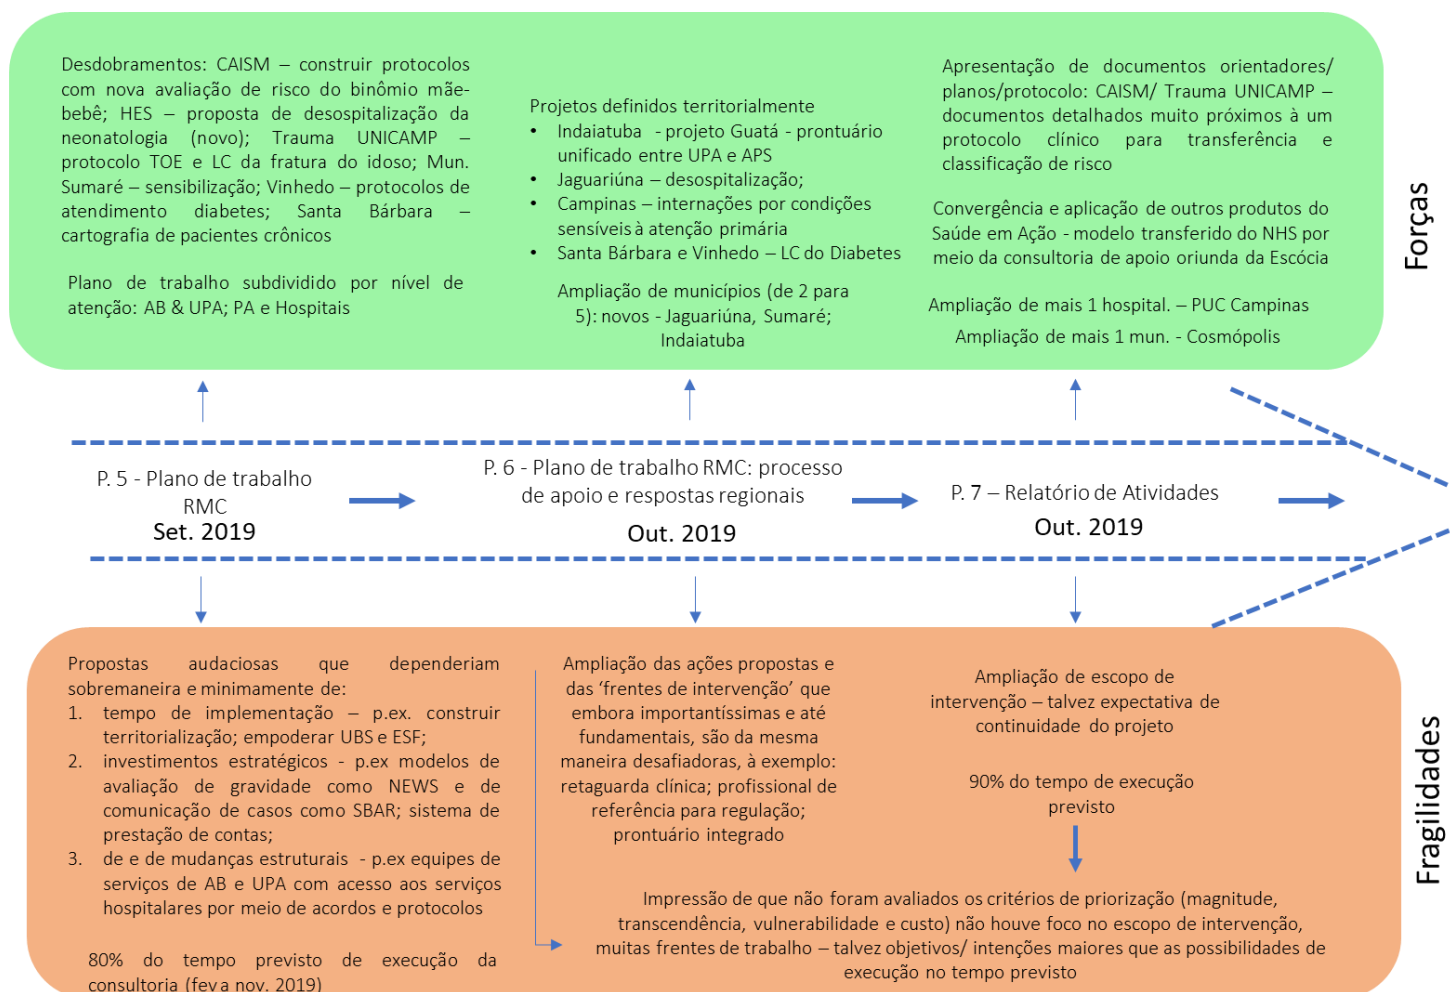 Desdobramentos: CAISM – construir protocolos
com nova avaliação de risco do binômio mãe-
bebê; HES – proposta de desospitalização da
neonatologia (novo); Trauma UNICAMP –
protocolo TOE e LC da fratura do idoso; Mun.
Sumaré – sensibilização; Vinhedo – protocolos de
atendimento diabetes; Santa Bárbara –
cartografia de pacientes crônicos
Plano de trabalho subdividido por nível de
atenção: AB & UPA; PA e Hospitais
Projetos definidos territorialmente
• Indaiatuba - projeto Guatá - prontuário
unificado entre UPA e APS
• Jaguariúna – desospitalização;
• Campinas – internações por condições
sensíveis à atenção primária
• Santa Bárbara e Vinhedo – LC do Diabetes
Ampliação de municípios (de 2 para
5): novos - Jaguariúna, Sumaré;
Indaiatuba
Apresentação de documentos orientadores/
planos/protocolo: CAISM/ Trauma UNICAMP –
documentos detalhados muito próximos à um
protocolo clínico para transferência e
classificação de risco
Convergência e aplicação de outros produtos do
Saúde em Ação - modelo transferido do NHS por
meio da consultoria de apoio oriunda da Escócia
Ampliação de mais 1 hospital. – PUC Campinas
Ampliação de mais 1 mun. - Cosmópolis
Forças
P. 5 - Plano de trabalho
RMC
Set. 2019
P. 6 - Plano de trabalho RMC: processo
de apoio e respostas regionais
Out. 2019
P. 7 – Relatório de Atividades
Out. 2019
Propostas audaciosas que dependeriam
sobremaneira e minimamente de:
1. tempo de implementação – p.ex. construir
territorialização; empoderar UBS e ESF;
2. investimentos estratégicos - p.ex modelos de
avaliação de gravidade como NEWS e de
comunicação de casos como SBAR; sistema de
prestação de contas;
3. de e de mudanças estruturais - p.ex equipes de
serviços de AB e UPA com acesso aos serviços
hospitalares por meio de acordos e protocolos
80% do tempo previsto de execução da
consultoria (fev a nov. 2019)
Ampliação das ações propostas e
das ‘frentes de intervenção’ que
embora importantíssimas e até
fundamentais, são da mesma
maneira desafiadoras, à exemplo:
retaguarda clínica; profissional de
referência para regulação;
prontuário integrado
Ampliação de escopo de
intervenção – talvez expectativa de
continuidade do projeto
90% do tempo de execução
previsto
Impressão de que não foram avaliados os critérios de priorização (magnitude,
transcendência, vulnerabilidade e custo) não houve foco no escopo de intervenção,
muitas frentes de trabalho – talvez objetivos/ intenções maiores que as possibilidades de
execução no tempo previsto
Fragilidades